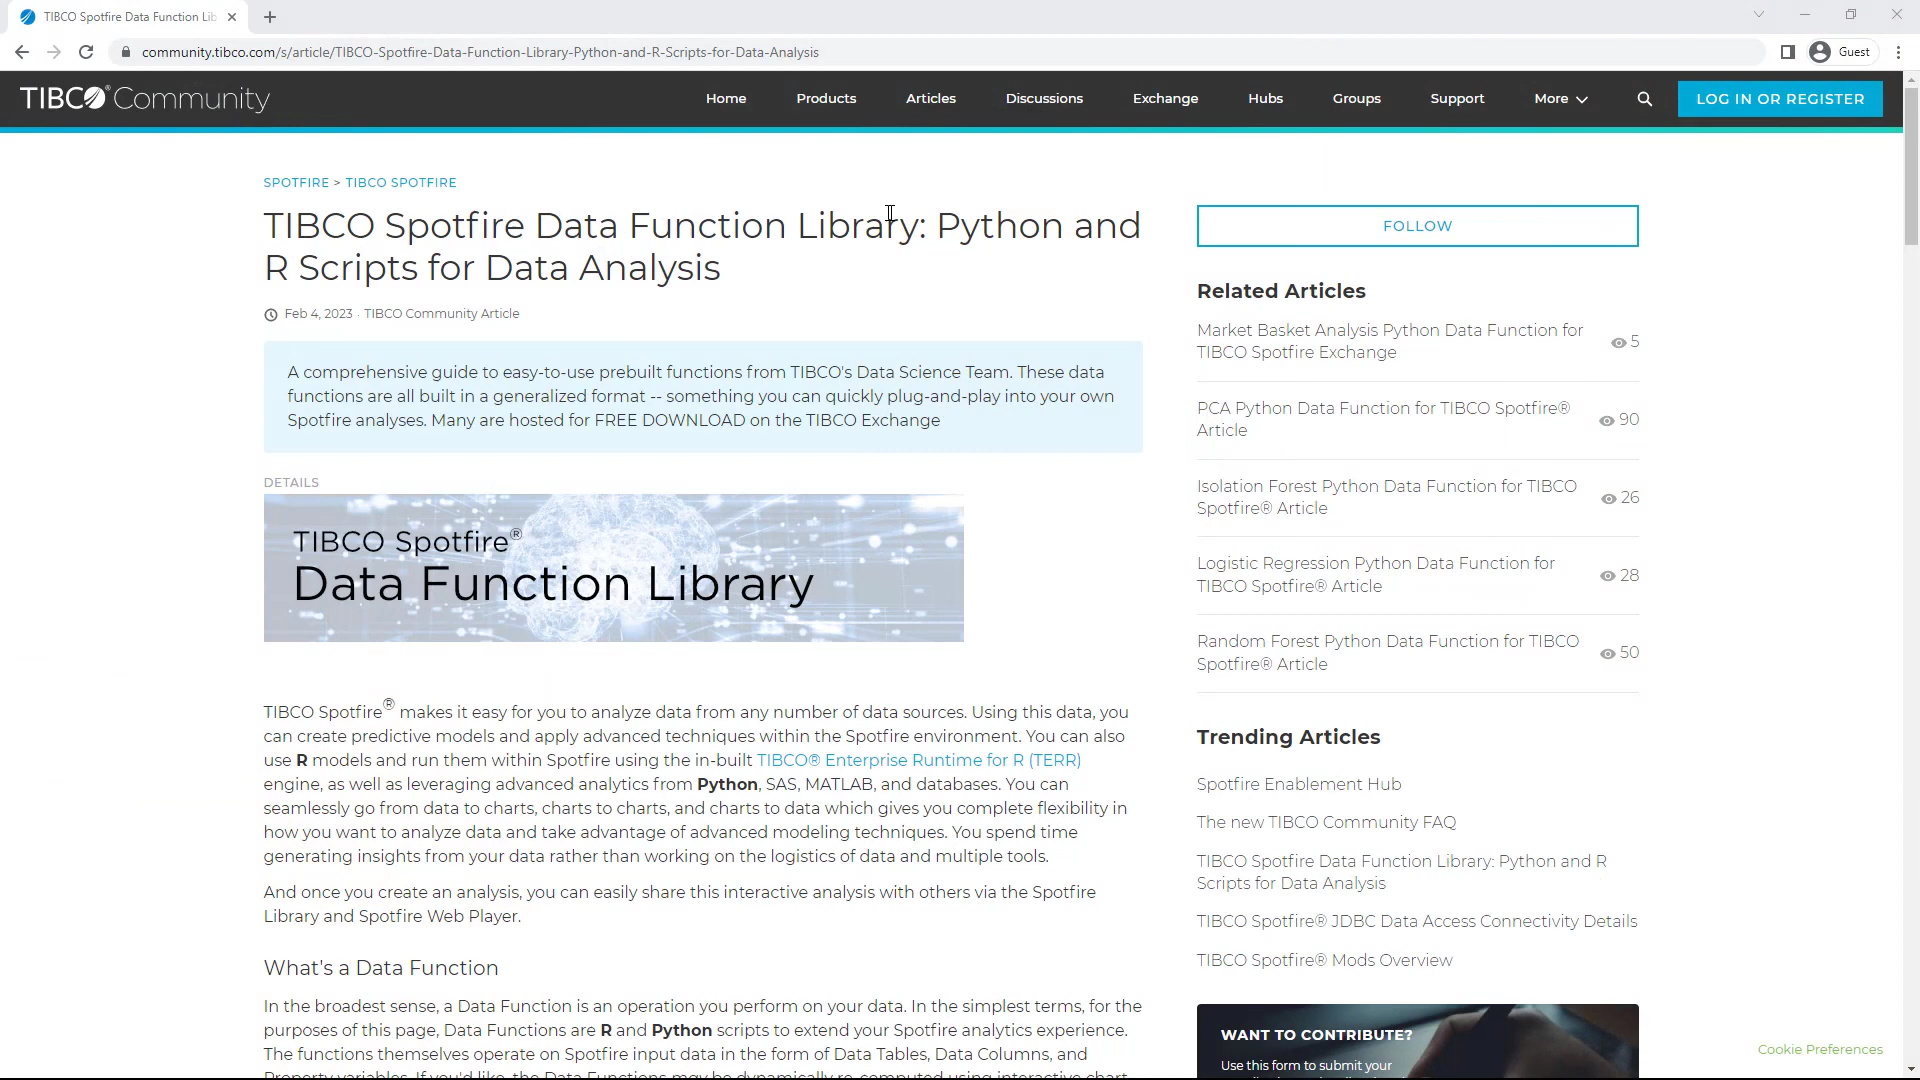 TIBCO Spotfire Data Function Lib
community.tibco.com/s/article/TIBCO-Spotfire-Data-Function-Library-Python-and-R-Scripts-for-Data-Analysis
Guest
TIBCO® Community
Home
Products
Articles
Discussions
Exchange
Hubs
Groups
Support
More
LOG IN OR REGISTER
SPOTFIRE > TIBCO SPOTFIRE
TIBCO Spotfire Data Function Library: Python and
R Scripts for Data Analysis
Feb 4, 2023 · TIBCO Community Article
A comprehensive guide to easy-to-use prebuilt functions from TIBCO's Data Science Team. These data
functions are all built in a generalized format -- something you can quickly plug-and-play into your own
Spotfire analyses. Many are hosted for FREE DOWNLOAD on the TIBCO Exchange
DETAILS
TIBCO Spotfire®
Data Function Library
TIBCO Spotfire® makes it easy for you to analyze data from any number of data sources. Using this data, you
can create predictive models and apply advanced techniques within the Spotfire environment. You can also
use R models and run them within Spotfire using the in-built TIBCO® Enterprise Runtime for R (TERR)
engine, as well as leveraging advanced analytics from Python, SAS, MATLAB, and databases. You can
seamlessly go from data to charts, charts to charts, and charts to data which gives you complete flexibility in
how you want to analyze data and take advantage of advanced modeling techniques. You spend time
generating insights from your data rather than working on the logistics of data and multiple tools.
And once you create an analysis, you can easily share this interactive analysis with others via the Spotfire
Library and Spotfire Web Player.
What's a Data Function
In the broadest sense, a Data Function is an operation you perform on your data. In the simplest terms, for the
purposes of this page, Data Functions are R and Python scripts to extend your Spotfire analytics experience.
The functions themselves operate on Spotfire input data in the form of Data Tables, Data Columns, and
Property variables. If you'd like, the Data Functions may be dynamically re-computed using interactive chart
FOLLOW
Related Articles
Market Basket Analysis Python Data Function for
TIBCO Spotfire Exchange
5
PCA Python Data Function for TIBCO Spotfire®
Article
90
Isolation Forest Python Data Function for TIBCO
Spotfire® Article
26
Logistic Regression Python Data Function for
TIBCO Spotfire® Article
28
Random Forest Python Data Function for TIBCO
Spotfire® Article
50
Trending Articles
Spotfire Enablement Hub
The new TIBCO Community FAQ
TIBCO Spotfire Data Function Library: Python and R
Scripts for Data Analysis
TIBCO Spotfire® JDBC Data Access Connectivity Details
TIBCO Spotfire® Mods Overview
WANT TO CONTRIBUTE?
Use this form to submit your
Cookie Preferences